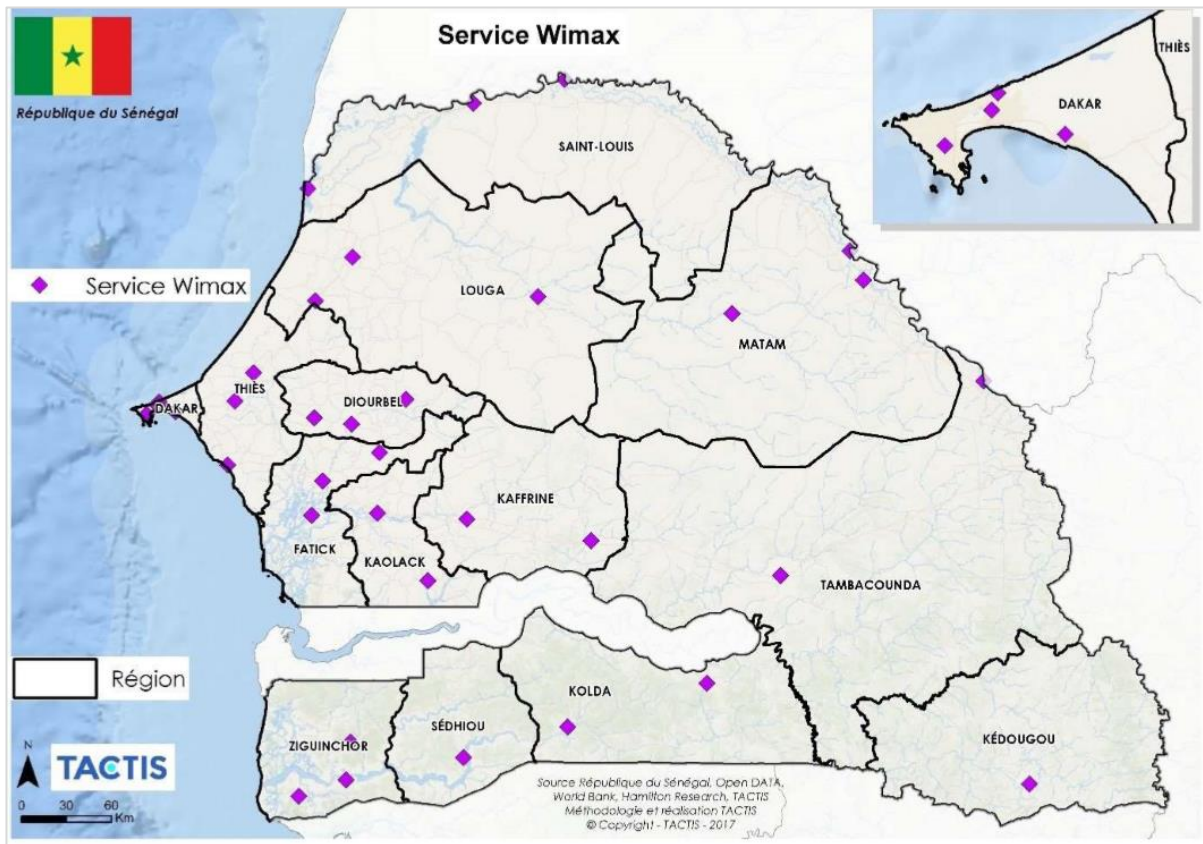 Service Wimax
République du Sénégal
THIÈS
DAKAR
SAINT-LOUIS
Service Wimax
LOUGA
MATAM
THIÈS
DAKAR
DIOURBEL
KAFFRINE
FATICK
KAOLACK
TAMBACOUNDA
Région
KOLDA
SÉDHIOU
ZIGUINCHOR
KÉDOUGOU
N
TACTIS
0 30 60
Km
Source République du Sénégal, Open DATA,
World Bank, Hamilton Research, TACTIS
Méthodologie et réalisation TACTIS
© Copyright - TACTIS - 2017